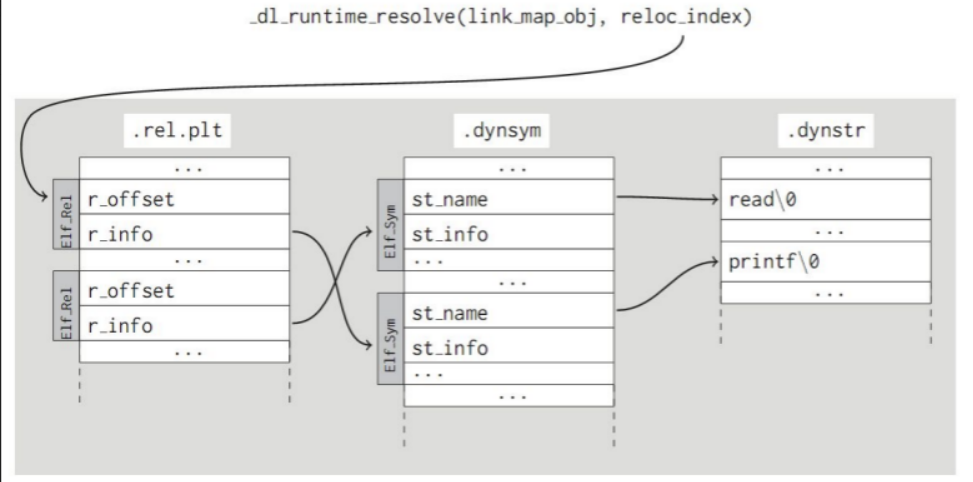 _dl_runtime_resolve(link_map_obj, reloc_index)
.rel.plt
...
Elf_Rel
r_offset
r_info
...
Elf_Rel
r_offset
r_info
...
.dynsym
...
Elf_Sym
st_name
st_info
...
...
Elf_Sym
st_name
st_info
...
...
.dynstr
...
read\0
...
printf\0
...